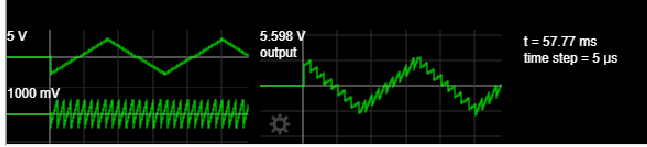 5 V
1000 mV
5.598 V
output
t = 57.77 ms
time step = 5 µs